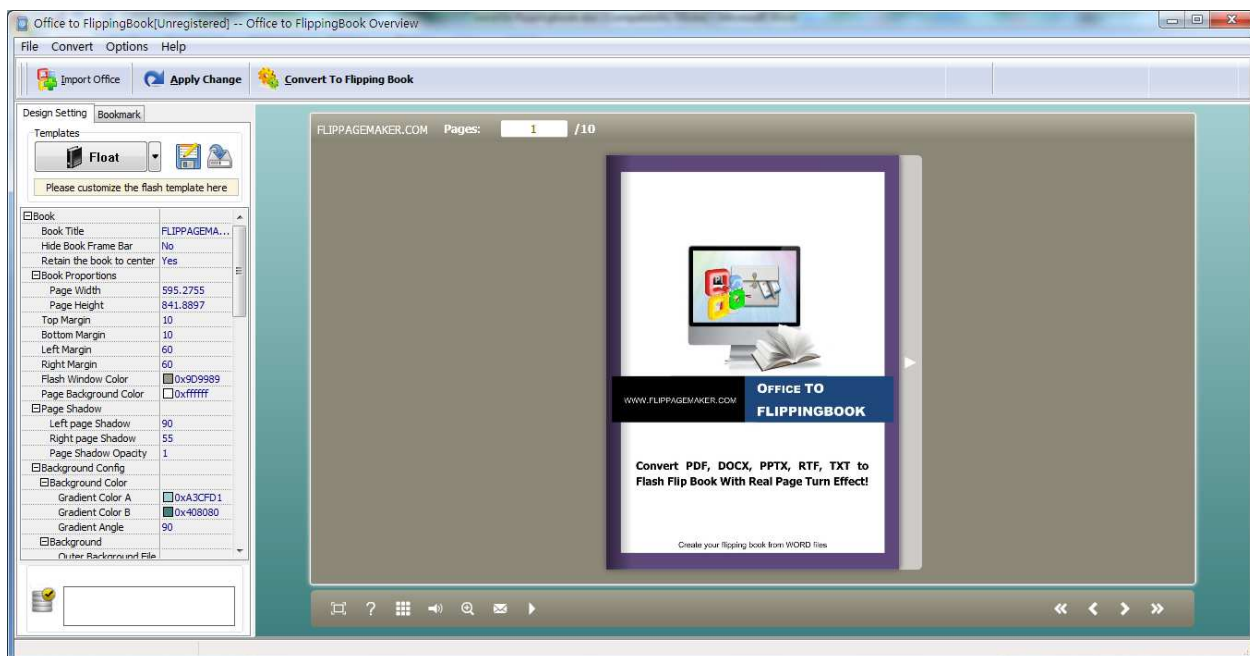 Office to FlippingBook[Unregistered] -- Office to FlippingBook Overview
File Convert Options Help
Import Office Apply Change Convert To Flipping Book
Design Setting Bookmark
Templates
Float
Please customize the flash template here
Book
Book Title FLIPPAGEMA...
Hide Book Frame Bar No
Retain the book to center Yes
Book Proportions
Page Width 595.2755
Page Height 841.8897
Top Margin 10
Bottom Margin 10
Left Margin 60
Right Margin 60
Flash Window Color 0x9D9989
Page Background Color 0xffffff
Page Shadow
Left page Shadow 90
Right page Shadow 55
Page Shadow Opacity 1
Background Config
Background Color
Gradient Color A 0xA3CFD1
Gradient Color B 0x408080
Gradient Angle 90
Background
Outer Background File
FLIPPAGEMAKER.COM Pages: 1 /10
WWW.FLIPPAGEMAKER.COM
OFFICE TO
FLIPPINGBOOK
Convert PDF, DOCX, PPTX, RTF, TXT to
Flash Flip Book With Real Page Turn Effect!
Create your flipping book from WORD files